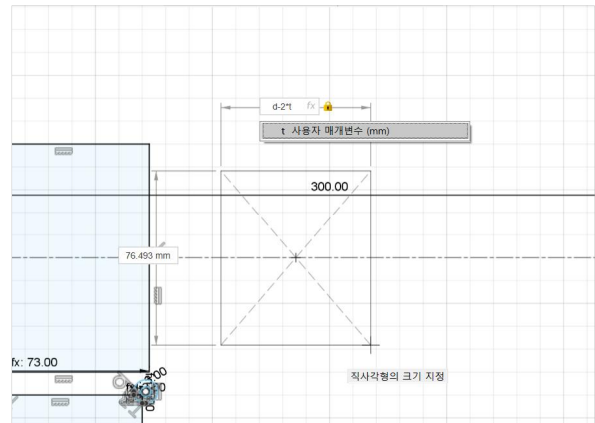 d-2*t fx
t 사용자 매개변수 (mm)
300.00
76.493 mm
fx: 73.00
직사각형의 크기 지정